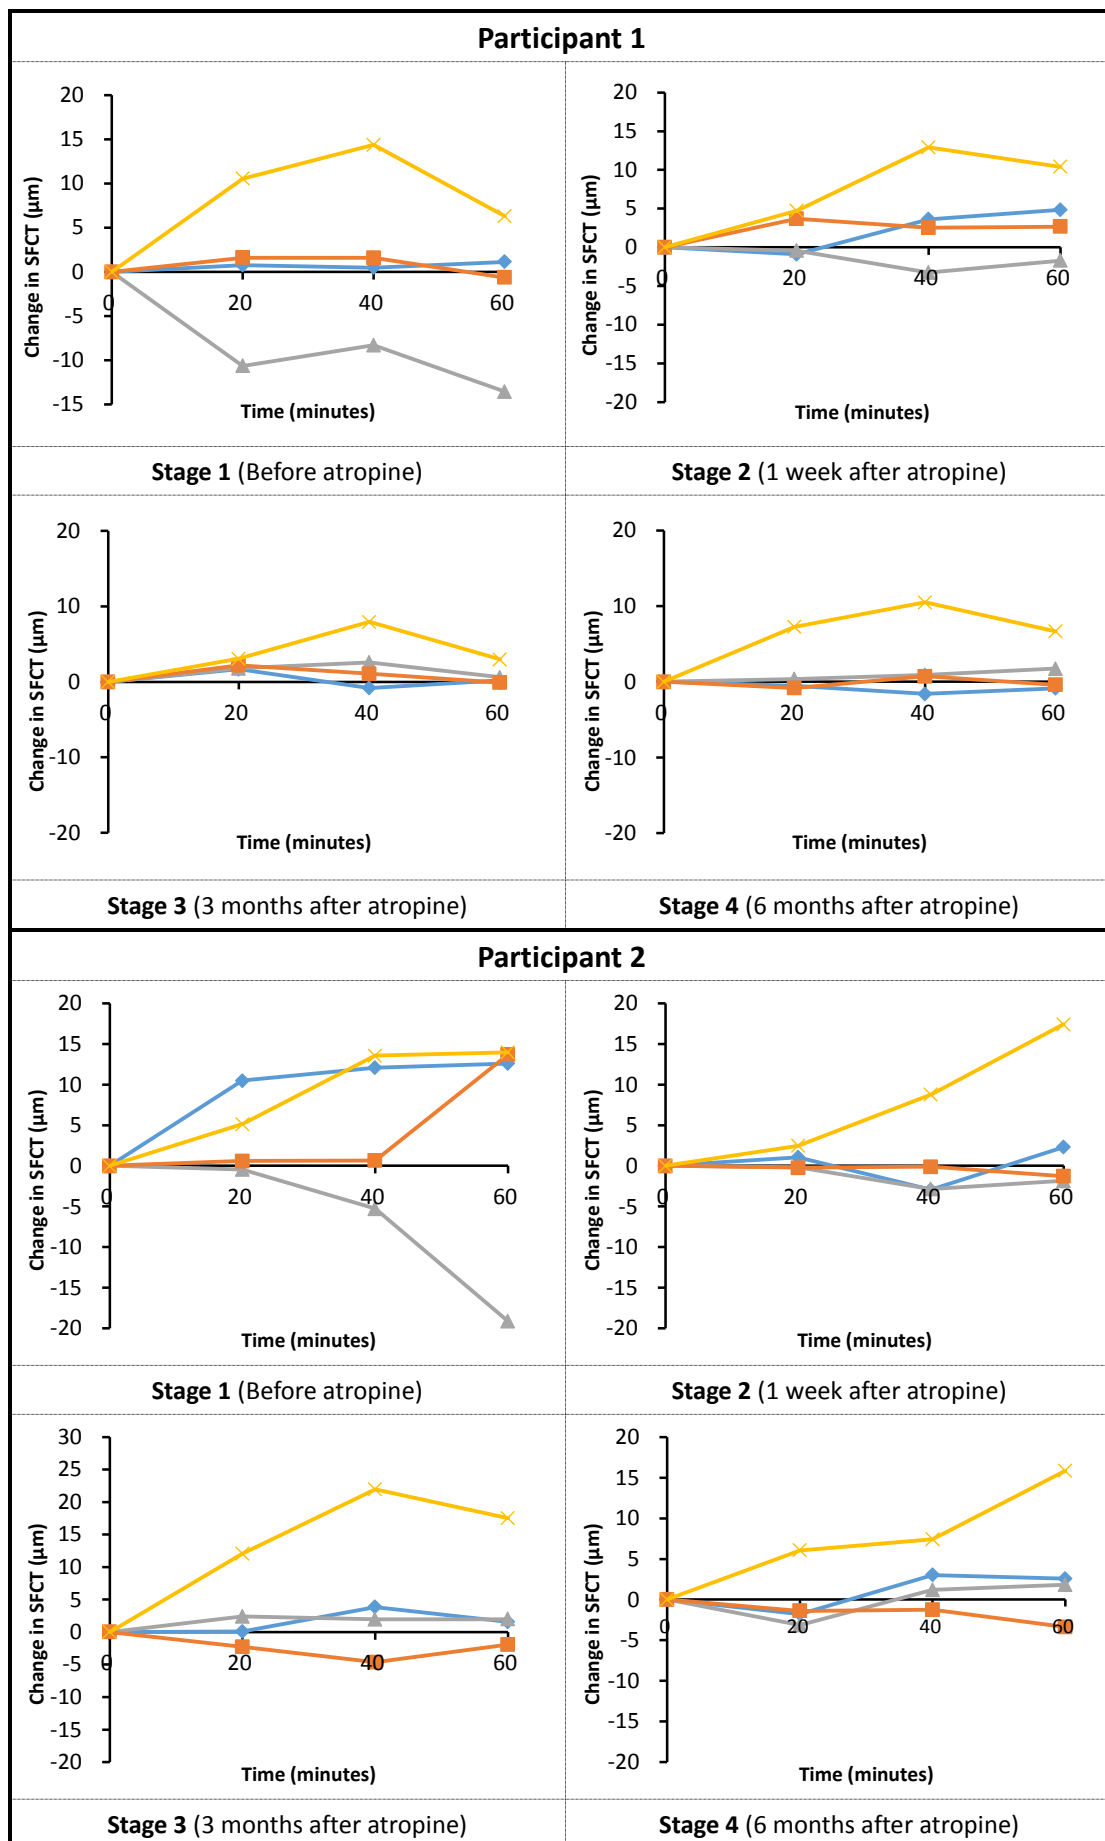 Participant 1
20
15
10
5
0
-5
-10
-15
0 20 40 60
Change in SFCT (µm)
Time (minutes)
20
15
10
5
0
-5
-10
-15
-20
0 20 40 60
Change in SFCT (µm)
Time (minutes)
Stage 1 (Before atropine)
Stage 2 (1 week after atropine)
20
10
0
-10
-20
0 20 40 60
Change in SFCT (µm)
Time (minutes)
20
10
0
-10
-20
0 20 40 60
Change in SFCT (µm)
Time (minutes)
Stage 3 (3 months after atropine)
Stage 4 (6 months after atropine)
Participant 2
20
15
10
5
0
-5
-10
-15
-20
0 20 40 60
Change in SFCT (µm)
Time (minutes)
20
15
10
5
0
-5
-10
-15
-20
0 20 40 60
Change in SFCT (µm)
Time (minutes)
Stage 1 (Before atropine)
Stage 2 (1 week after atropine)
30
25
20
15
10
5
0
-5
-10
-15
-20
0 20 40 60
Change in SFCT (µm)
Time (minutes)
20
15
10
5
0
-5
-10
-15
-20
0 20 40 60
Change in SFCT (µm)
Time (minutes)
Stage 3 (3 months after atropine)
Stage 4 (6 months after atropine)